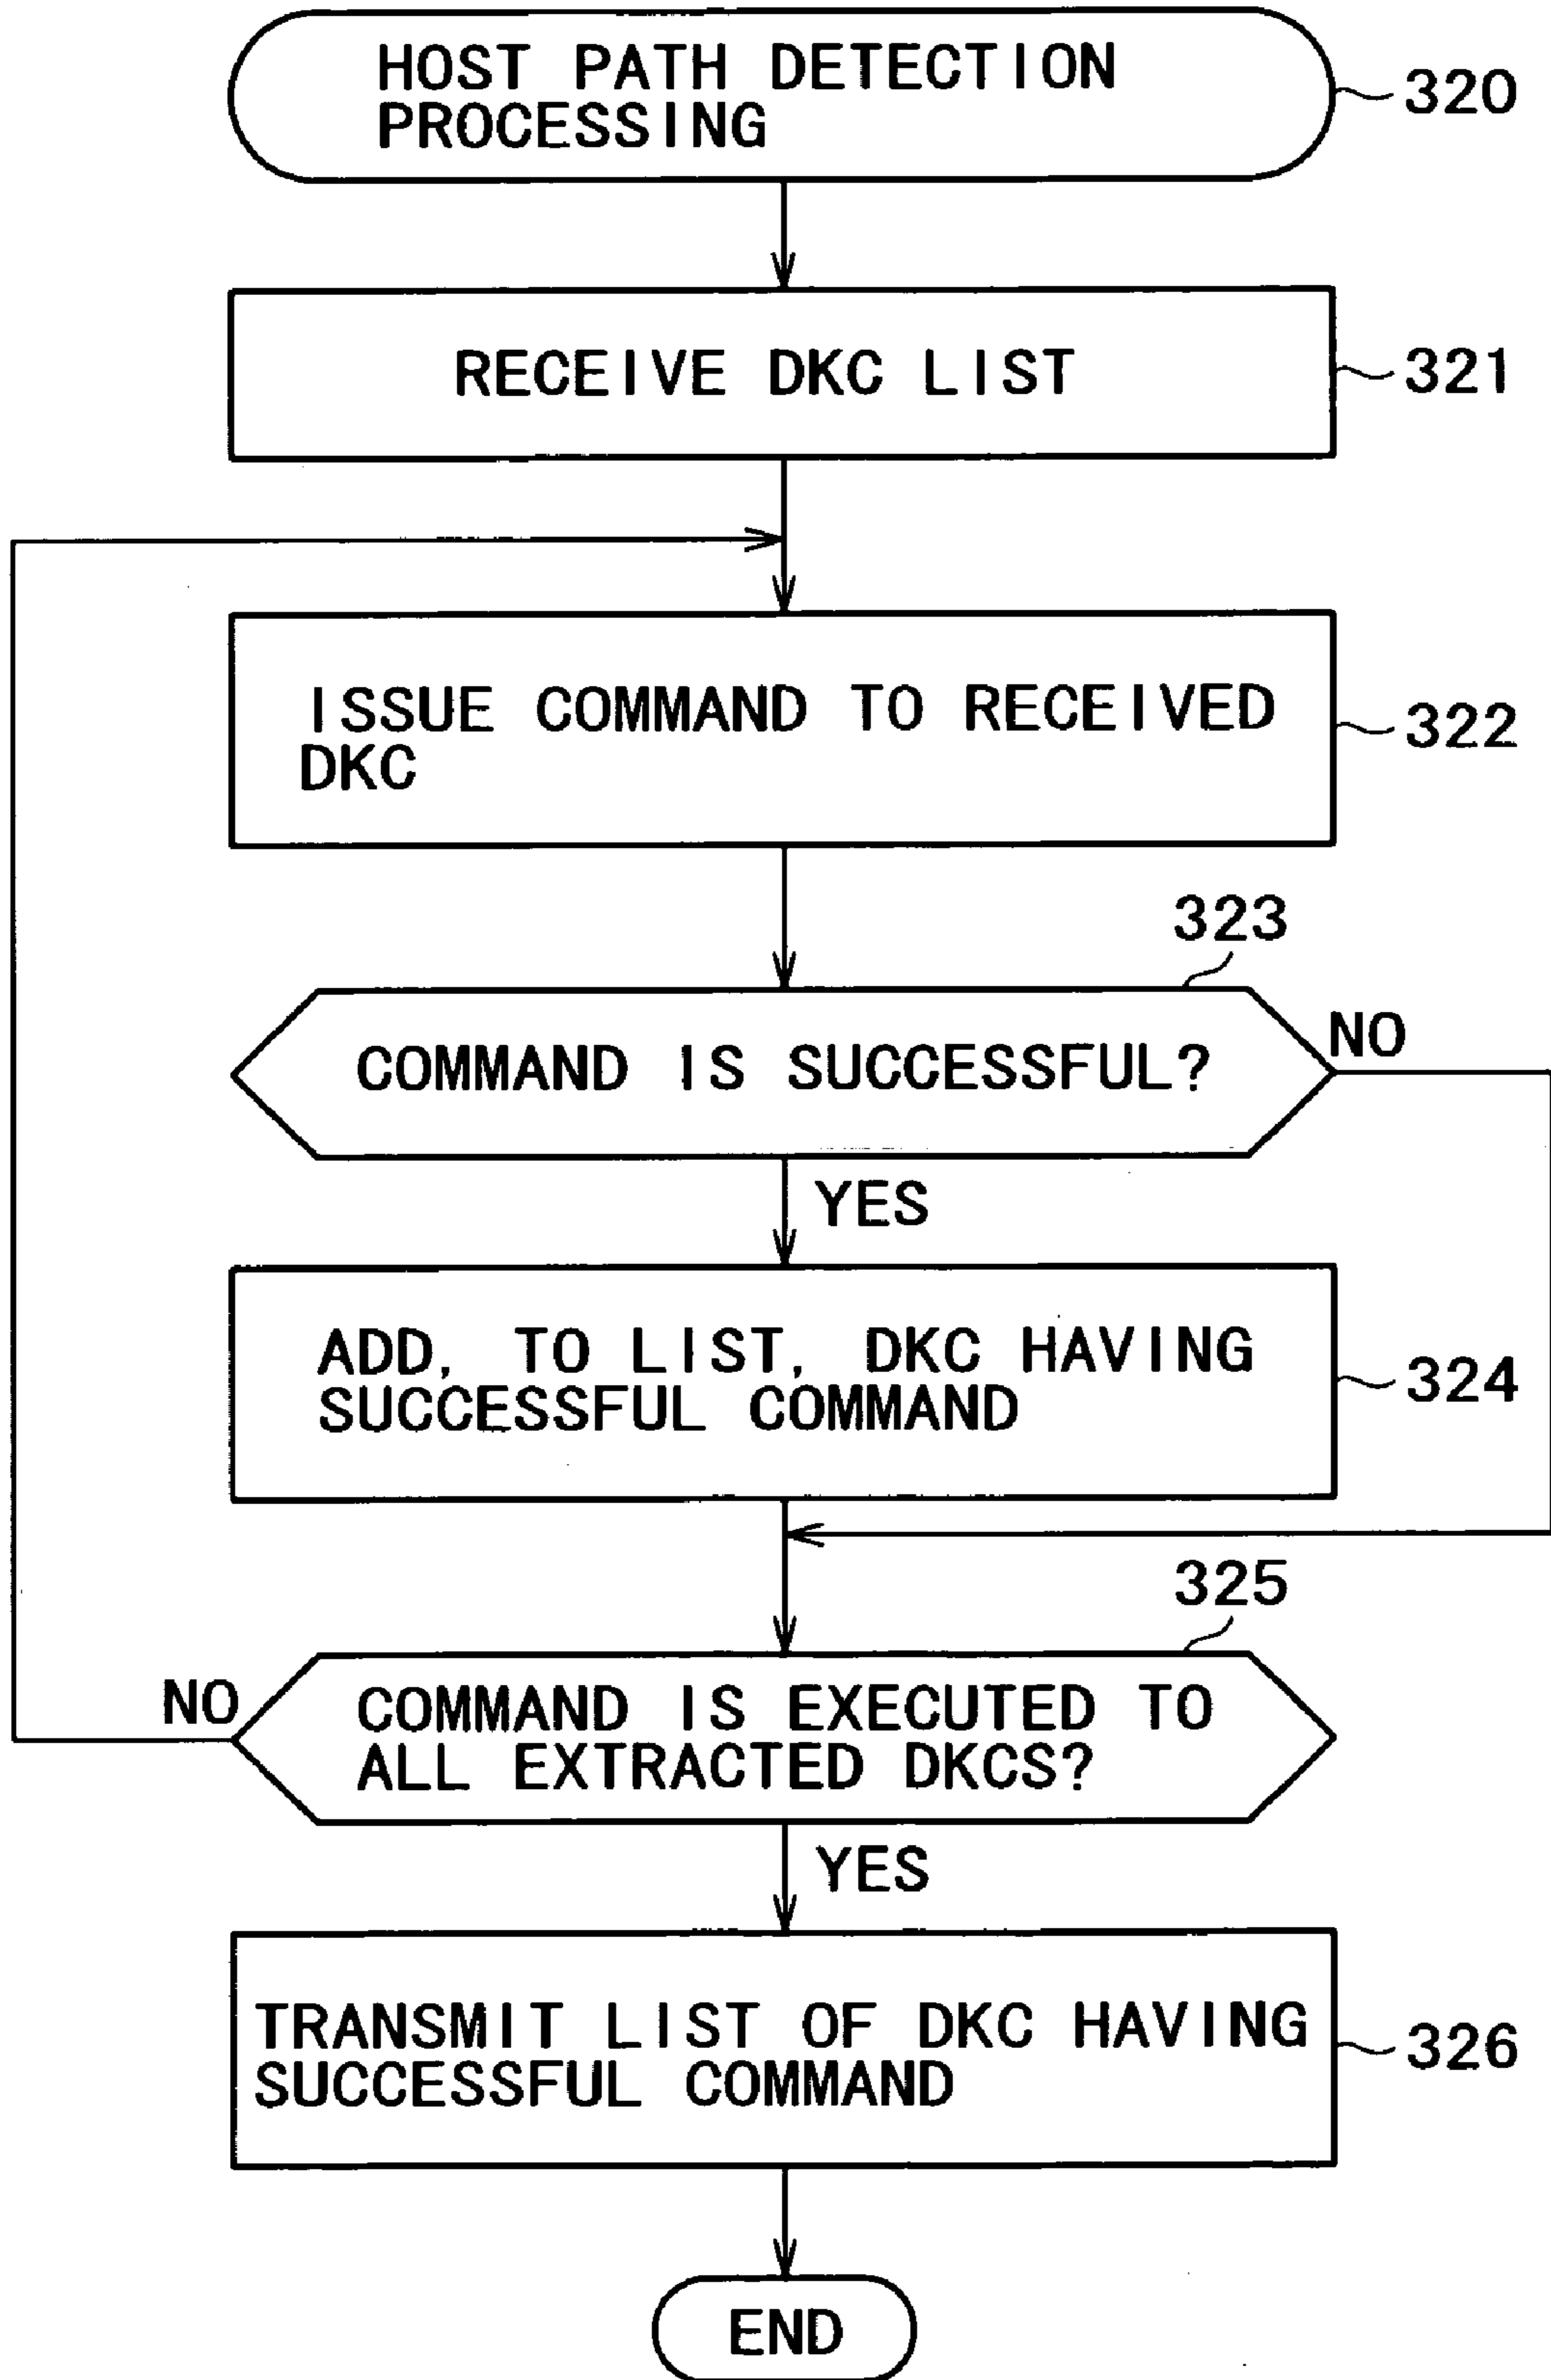 HOST PATH DETECTION
PROCESSING
320
RECEIVE DKC LIST
321
ISSUE COMMAND TO RECEIVED
DKC
322
323
COMMAND IS SUCCESSFUL?
NO
YES
ADD, TO LIST, DKC HAVING
SUCCESSFUL COMMAND
324
325
NO
COMMAND IS EXECUTED TO
ALL EXTRACTED DKCS?
YES
TRANSMIT LIST OF DKC HAVING
SUCCESSFUL COMMAND
326
END